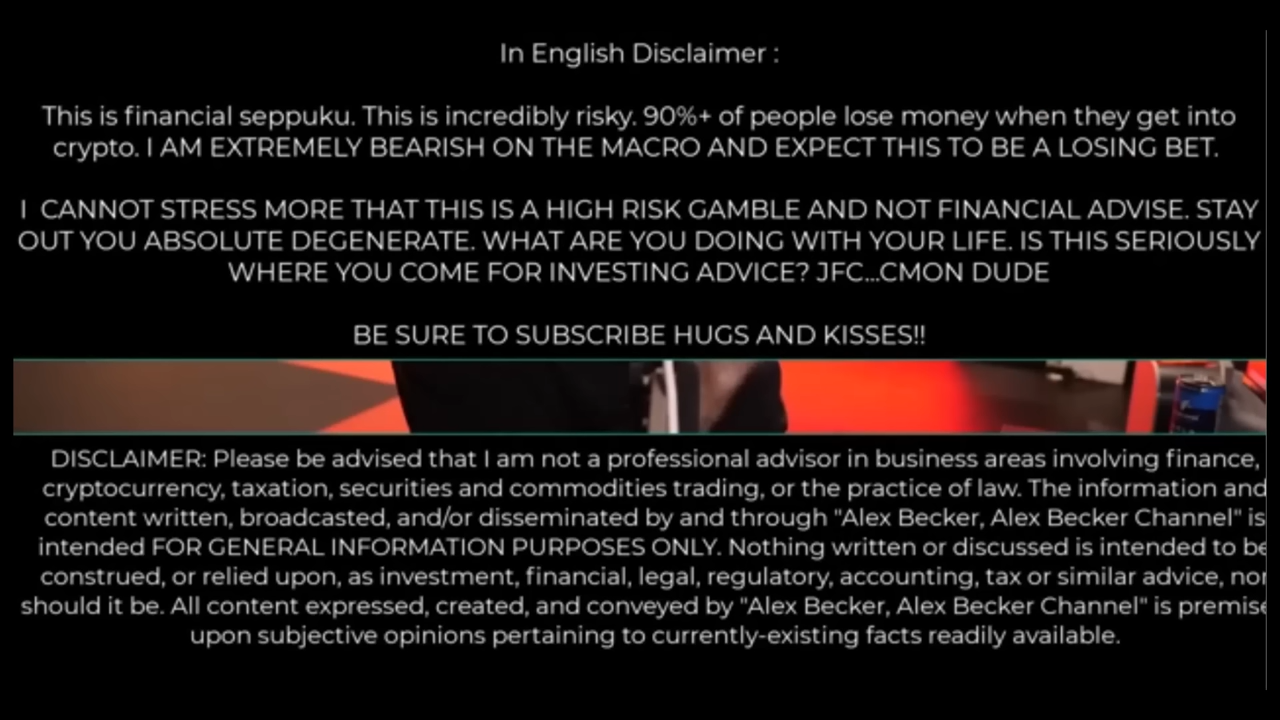 In English Disclaimer :
This is financial seppuku. This is incredibly risky. 90%+ of people lose money when they get into
crypto. I AM EXTREMELY BEARISH ON THE MACRO AND EXPECT THIS TO BE A LOSING BET.
I CANNOT STRESS MORE THAT THIS IS A HIGH RISK GAMBLE AND NOT FINANCIAL ADVISE. STAY
OUT YOU ABSOLUTE DEGENERATE. WHAT ARE YOU DOING WITH YOUR LIFE. IS THIS SERIOUSLY
WHERE YOU COME FOR INVESTING ADVICE? JFC...CMON DUDE
BE SURE TO SUBSCRIBE HUGS AND KISSES!!
DISCLAIMER: Please be advised that I am not a professional advisor in business areas involving finance,
cryptocurrency, taxation, securities and commodities trading, or the practice of law. The information and
content written, broadcasted, and/or disseminated by and through "Alex Becker, Alex Becker Channel" is
intended FOR GENERAL INFORMATION PURPOSES ONLY. Nothing written or discussed is intended to be
construed, or relied upon, as investment, financial, legal, regulatory, accounting, tax or similar advice, nor
should it be. All content expressed, created, and conveyed by "Alex Becker, Alex Becker Channel" is premise
upon subjective opinions pertaining to currently-existing facts readily available.